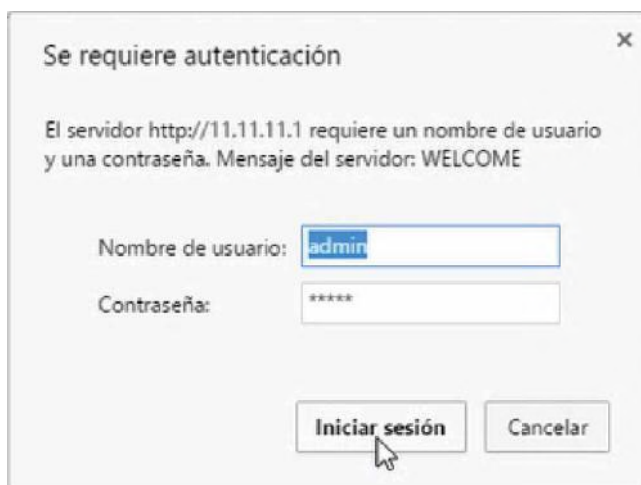 Se requiere autenticación
El servidor http://11.11.11.1 requiere un nombre de usuario
y una contraseña. Mensaje del servidor: WELCOME
Nombre de usuario: admin
Contraseña: *****
Iniciar sesión Cancelar